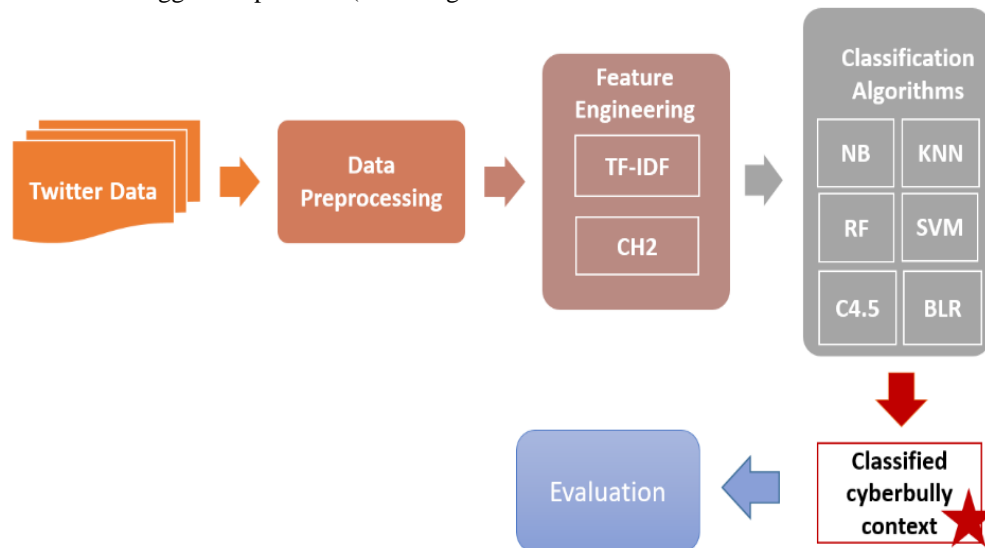 Twitter Data
Data
Preprocessing
Feature
Engineering
TF-IDF
CH2
Classification
Algorithms
NB KNN
RF SVM
C4.5 BLR
Classified
cyberbully
context
Evaluation